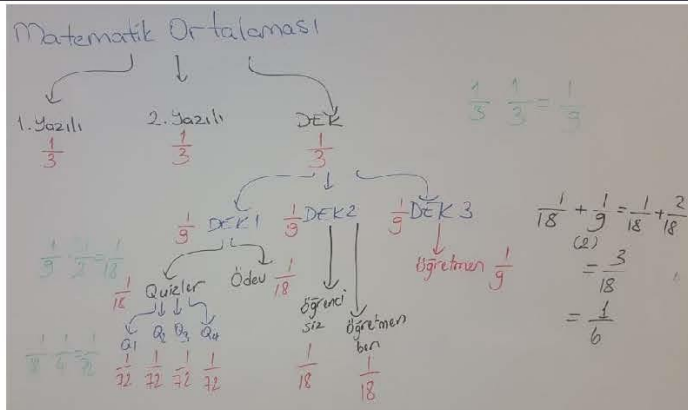 Matematik Ortalaması
1. Yazılı 2. Yazılı DEK
1/3 1/3 1/3
1/3 1/3 = 1/9
1/9 DEK1 1/9 DEK2 1/9 DEK 3
1/18 + 1/9 = 1/18 + 2/18
(2)
= 3/18
= 1/6
1/9 · 1/2 = 1/18
1/18 Quizler Ödev 1/18 Öğrenci siz Öğretmen ben Öğretmen 1/9
Q1 Q2 Q3 Q4
1/72 1/72 1/72 1/72 1/18 1/18